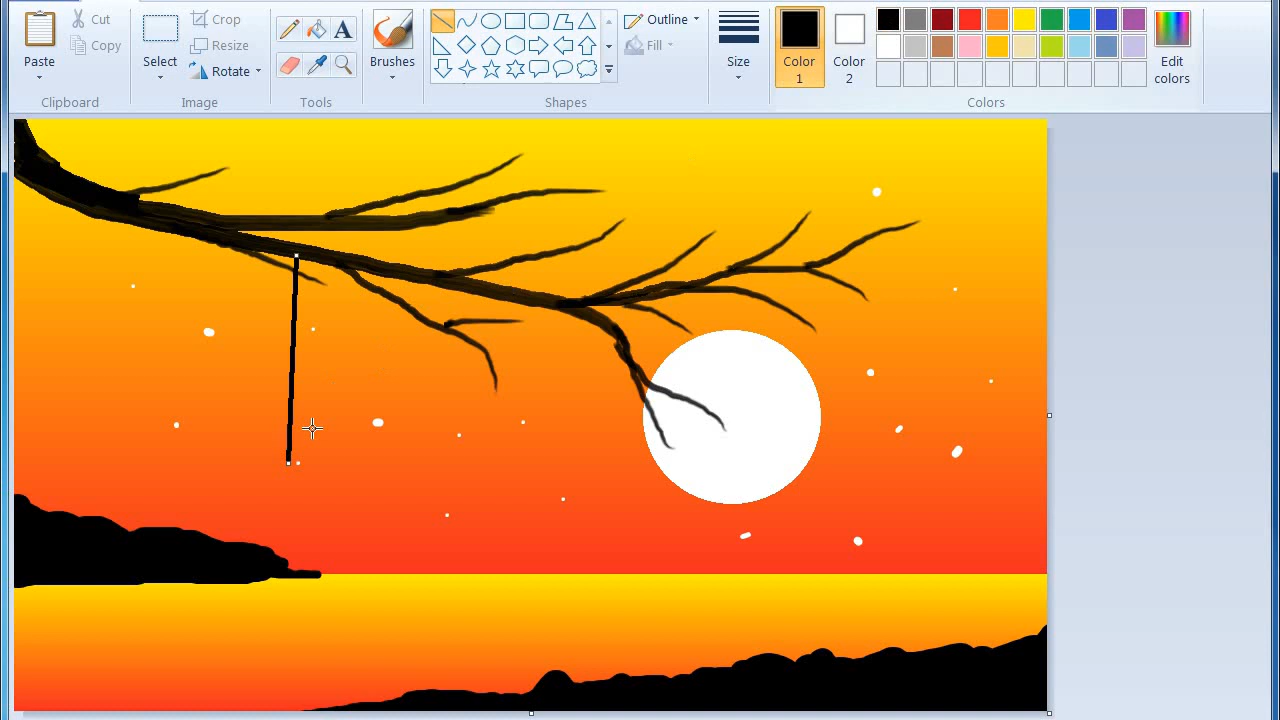 Cut
Crop
Outline
Copy
Resize
Fill
Paste
Select
Rotate
A
Brushes
Size
Color
1
Color
2
Edit
colors
Clipboard
Image
Tools
Shapes
Colors